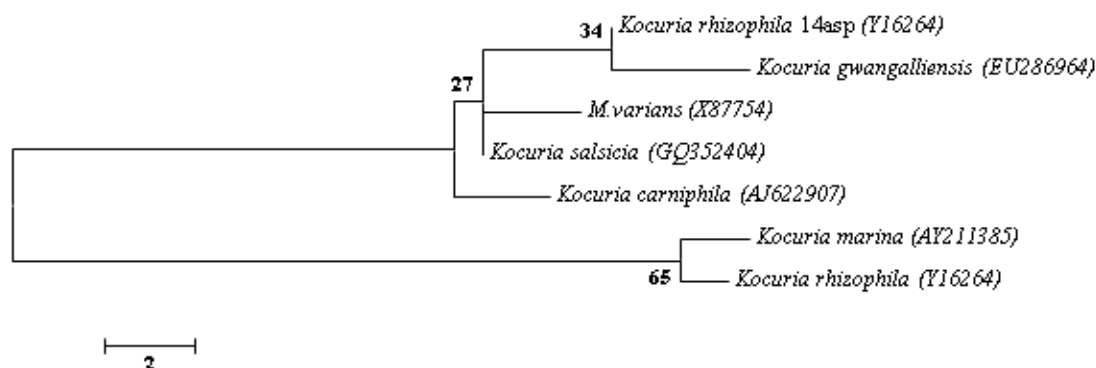 34
Kocuria rhizophila 14asp (Y16264)
Kocuria gwangalliensis (EU286964)
27
M.varians (X87754)
Kocuria salsicia (GQ352404)
Kocuria carniphila (AJ622907)
Kocuria marina (AY211385)
65
Kocuria rhizophila (Y16264)
2